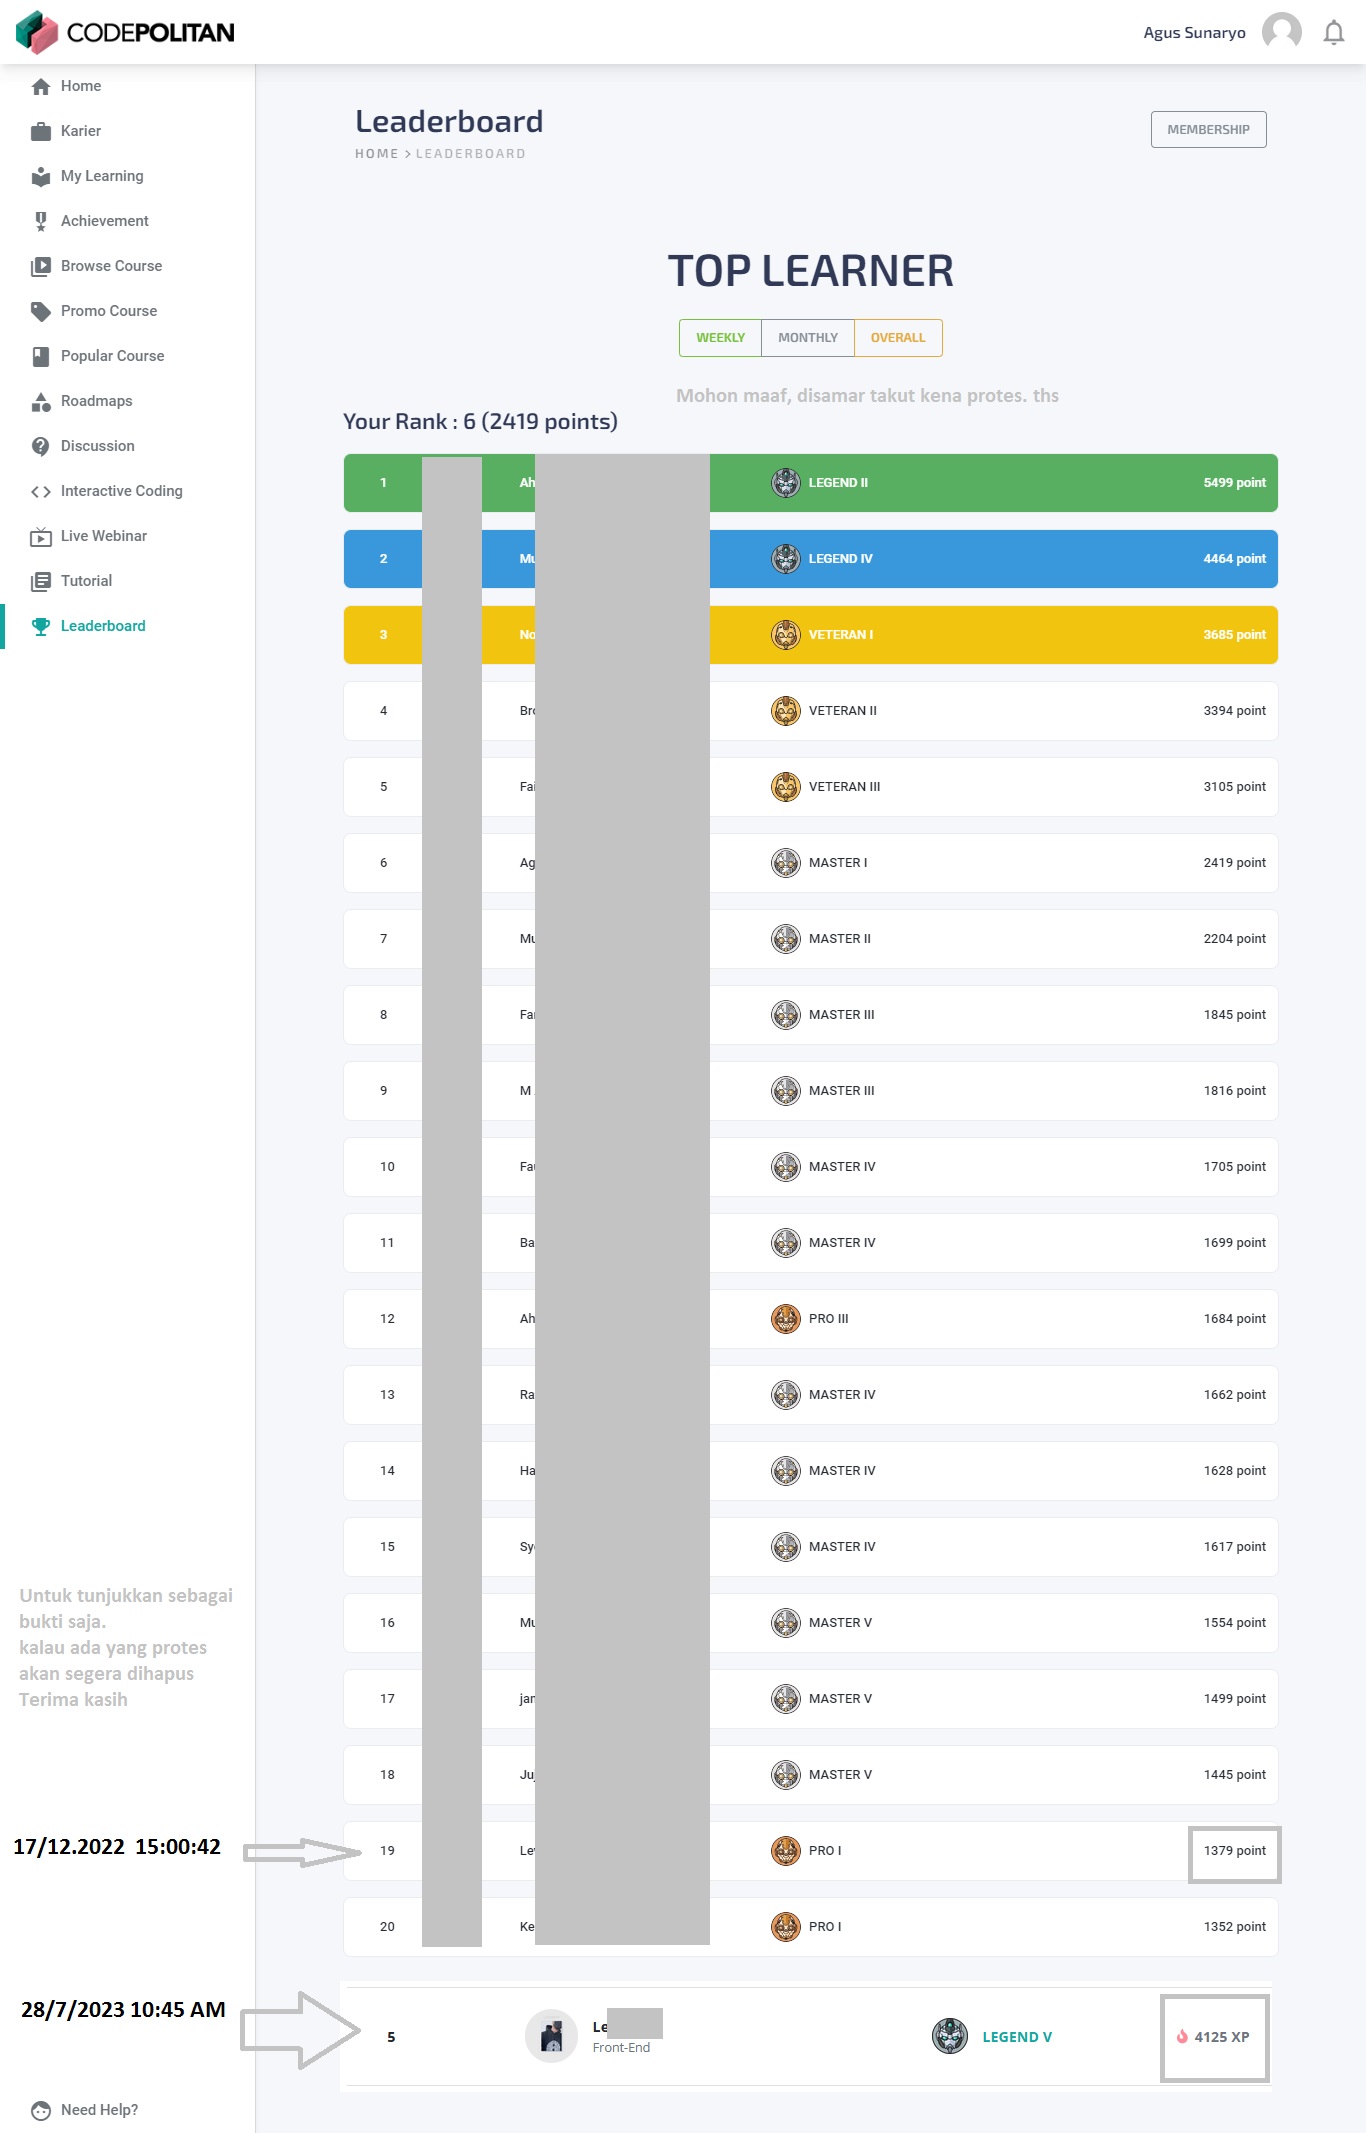 CODEPOLITAN
Agus Sunaryo
Home
Karier
My Learning
Achievement
Browse Course
Promo Course
Popular Course
Roadmaps
Discussion
Interactive Coding
Live Webinar
Tutorial
Leaderboard
Leaderboard
HOME > LEADERBOARD
MEMBERSHIP
TOP LEARNER
WEEKLY MONTHLY OVERALL
Mohon maaf, disamar takut kena protes. ths
Your Rank : 6 (2419 points)
1 Ah LEGEND II 5499 point
2 Mu LEGEND IV 4464 point
3 No VETERAN I 3685 point
4 Bro VETERAN II 3394 point
5 Fai VETERAN III 3105 point
6 Ag MASTER I 2419 point
7 Mu MASTER II 2204 point
8 Fa MASTER III 1845 point
9 M MASTER III 1816 point
10 Fa MASTER IV 1705 point
11 Ba MASTER IV 1699 point
12 Ah PRO III 1684 point
13 Ra MASTER IV 1662 point
14 Ha MASTER IV 1628 point
15 Sy MASTER IV 1617 point
16 Mu MASTER V 1554 point
17 jan MASTER V 1499 point
18 Juj MASTER V 1445 point
19 Le PRO I 1379 point
20 Ke PRO I 1352 point
Untuk tunjukkan sebagai
bukti saja.
kalau ada yang protes
akan segera dihapus
Terima kasih
17/12.2022 15:00:42
28/7/2023 10:45 AM
5 Le LEGEND V 4125 XP
Front-End
Need Help?